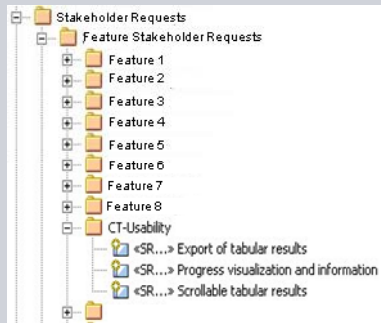 Stakeholder Requests
Feature Stakeholder Requests
Feature 1
Feature 2
Feature 3
Feature 4
Feature 5
Feature 6
Feature 7
Feature 8
CT-Usability
«SR...» Export of tabular results
«SR...» Progress visualization and information
«SR...» Scrollable tabular results